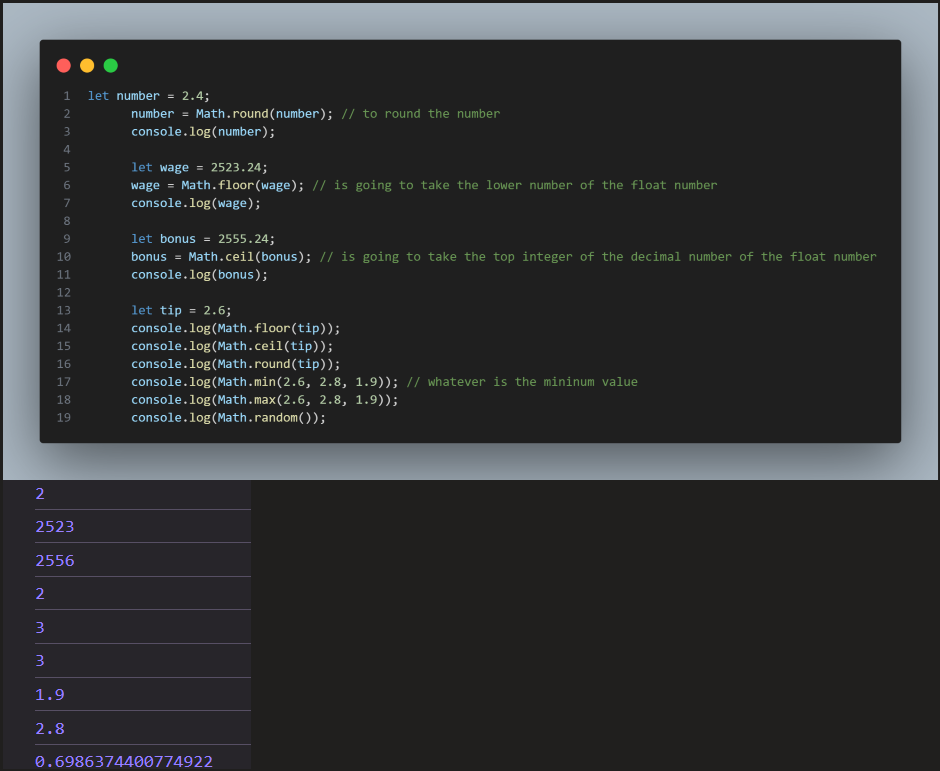 1 let number = 2.4;
2 number = Math.round(number); // to round the number
3 console.log(number);
4
5 let wage = 2523.24;
6 wage = Math.floor(wage); // is going to take the lower number of the float number
7 console.log(wage);
8
9 let bonus = 2555.24;
10 bonus = Math.ceil(bonus); // is going to take the top integer of the decimal number of the float number
11 console.log(bonus);
12
13 let tip = 2.6;
14 console.log(Math.floor(tip));
15 console.log(Math.ceil(tip));
16 console.log(Math.round(tip));
17 console.log(Math.min(2.6, 2.8, 1.9)); // whatever is the mininum value
18 console.log(Math.max(2.6, 2.8, 1.9));
19 console.log(Math.random());
2
2523
2556
2
3
3
1.9
2.8
0.6986374400774922